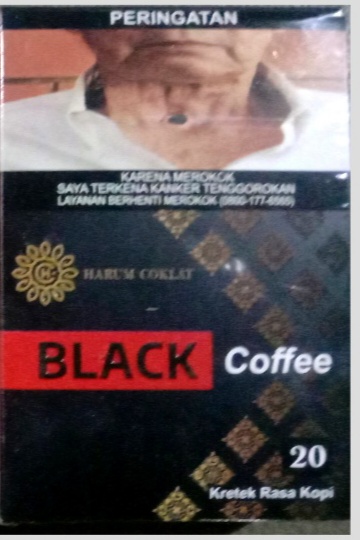 PERINGATAN
KARENA MEROKOK
SAYA TERKENA KANKER TENGGOROKAN
LAYANAN BERHENTI MEROKOK (0800-177-6565)
CH
HARUM COKLAT
BLACK Coffee
20
Kretek Rasa Kopi